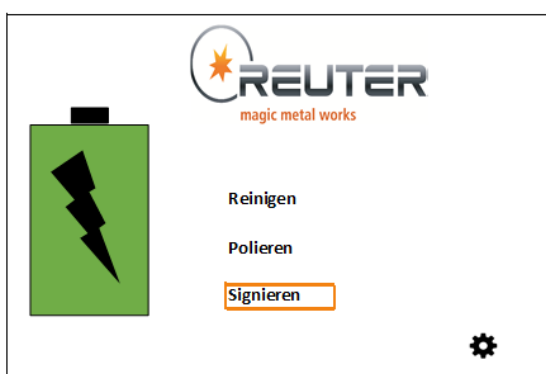 REUTER
magic metal works
Reinigen
Polieren
Signieren